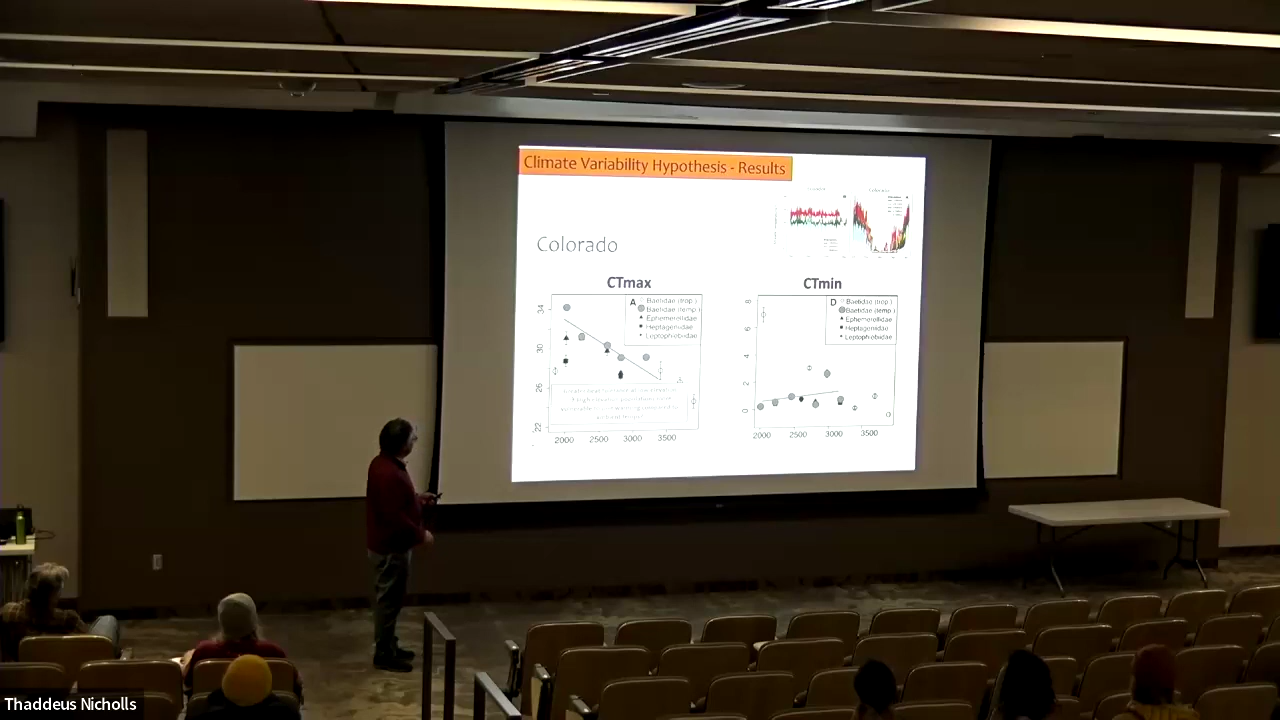 Climate Variability Hypothesis - Results
Colorado
Colorado
CTmax
CTmin
A
Baetidae (trop.)
Baetidae (temp.)
Ephemerellidae
Heptageniidae
Leptophlebiidae
34
30
26
22
2000 2500 3000 3500
D
Baetidae (trop.)
Baetidae (temp.)
Ephemerellidae
Heptageniidae
Leptophlebiidae
8
6
4
2
0
2000 2500 3000 3500
Thaddeus Nicholls